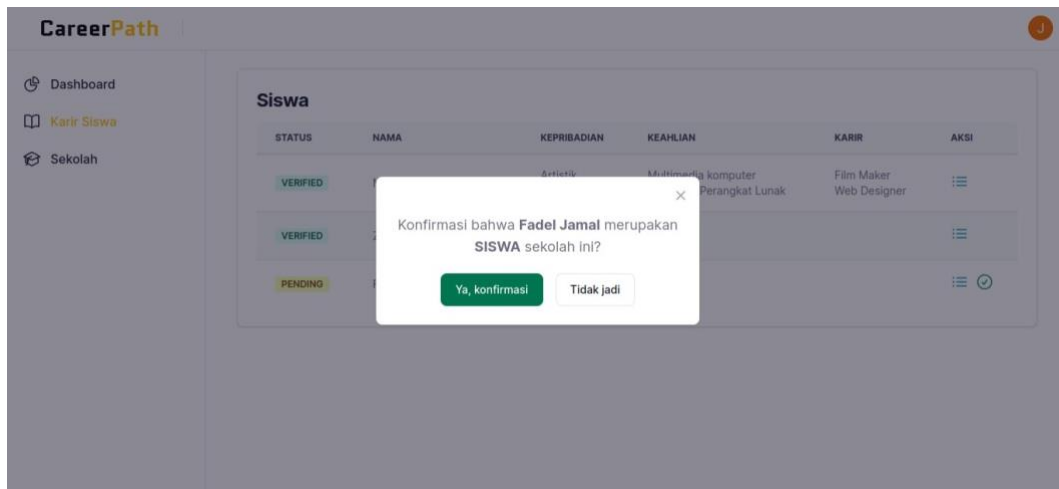 CareerPath
J
Dashboard
Karir Siswa
Sekolah
Siswa
STATUS NAMA KEPRIBADIAN KEAHLIAN KARIR AKSI
VERIFIED Artistik Multimedia komputer Film Maker
Perangkat Lunak Web Designer
VERIFIED
PENDING
Konfirmasi bahwa Fadel Jamal merupakan
SISWA sekolah ini?
Ya, konfirmasi Tidak jadi